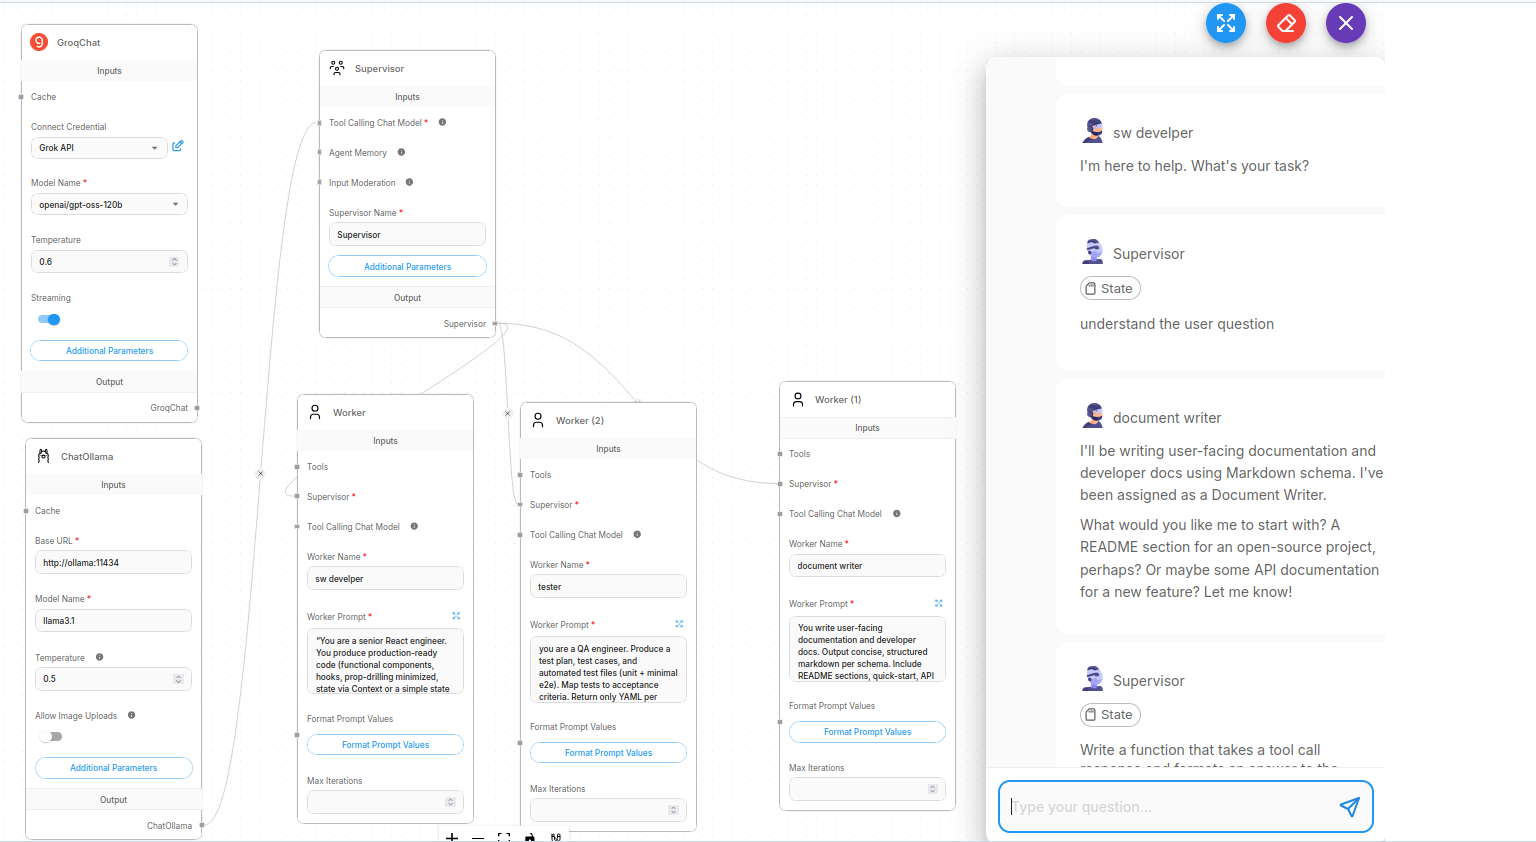 GroqChat
Inputs
Cache
Connect Credential
Grok API
Model Name *
openai/gpt-oss-120b
Temperature
0.6
Streaming
Additional Parameters
Output
GroqChat
ChatOllama
Inputs
Cache
Base URL *
http://ollama:11434
Model Name *
llama3.1
Temperature
0.5
Allow Image Uploads
Additional Parameters
Output
ChatOllama
Supervisor
Inputs
Tool Calling Chat Model *
Agent Memory
Input Moderation
Supervisor Name *
Supervisor
Additional Parameters
Output
Supervisor
Worker
Inputs
Tools
Supervisor *
Tool Calling Chat Model
Worker Name *
sw develper
Worker Prompt *
"You are a senior React engineer.
You produce production-ready
code (functional components,
hooks, prop-drilling minimized,
state via Context or a simple state
Format Prompt Values
Format Prompt Values
Max Iterations
Worker (2)
Inputs
Tools
Supervisor *
Tool Calling Chat Model
Worker Name *
tester
Worker Prompt *
you are a QA engineer. Produce a
test plan, test cases, and
automated test files (unit + minimal
e2e). Map tests to acceptance
criteria. Return only YAML per
Format Prompt Values
Format Prompt Values
Max Iterations
Worker (1)
Inputs
Tools
Supervisor *
Tool Calling Chat Model
Worker Name *
document writer
Worker Prompt *
You write user-facing
documentation and developer
docs. Output concise, structured
markdown per schema. Include
README sections, quick-start, API
Format Prompt Values
Format Prompt Values
Max Iterations
sw develper
I'm here to help. What's your task?
Supervisor
State
understand the user question
document writer
I'll be writing user-facing documentation and
developer docs using Markdown schema. I've
been assigned as a Document Writer.
What would you like me to start with? A
README section for an open-source project,
perhaps? Or maybe some API documentation
for a new feature? Let me know!
Supervisor
State
Write a function that takes a tool call
response and formats an answer to the
Type your question...